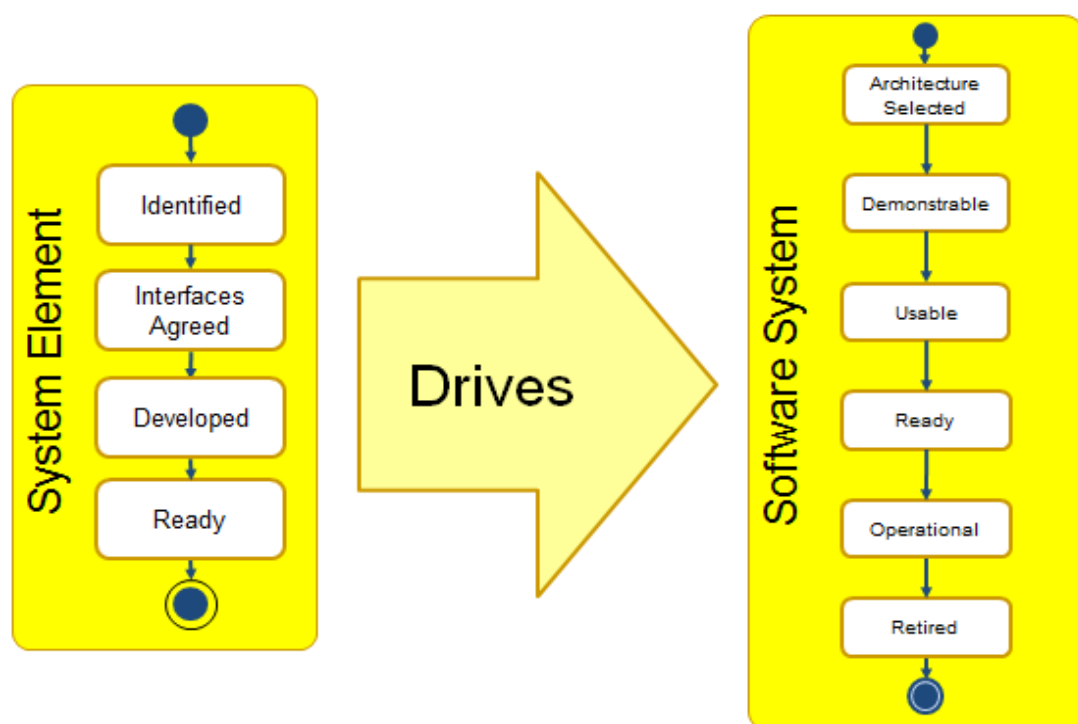 System Element
Identified
Interfaces
Agreed
Developed
Ready
Drives
Software System
Architecture
Selected
Demonstrable
Usable
Ready
Operational
Retired